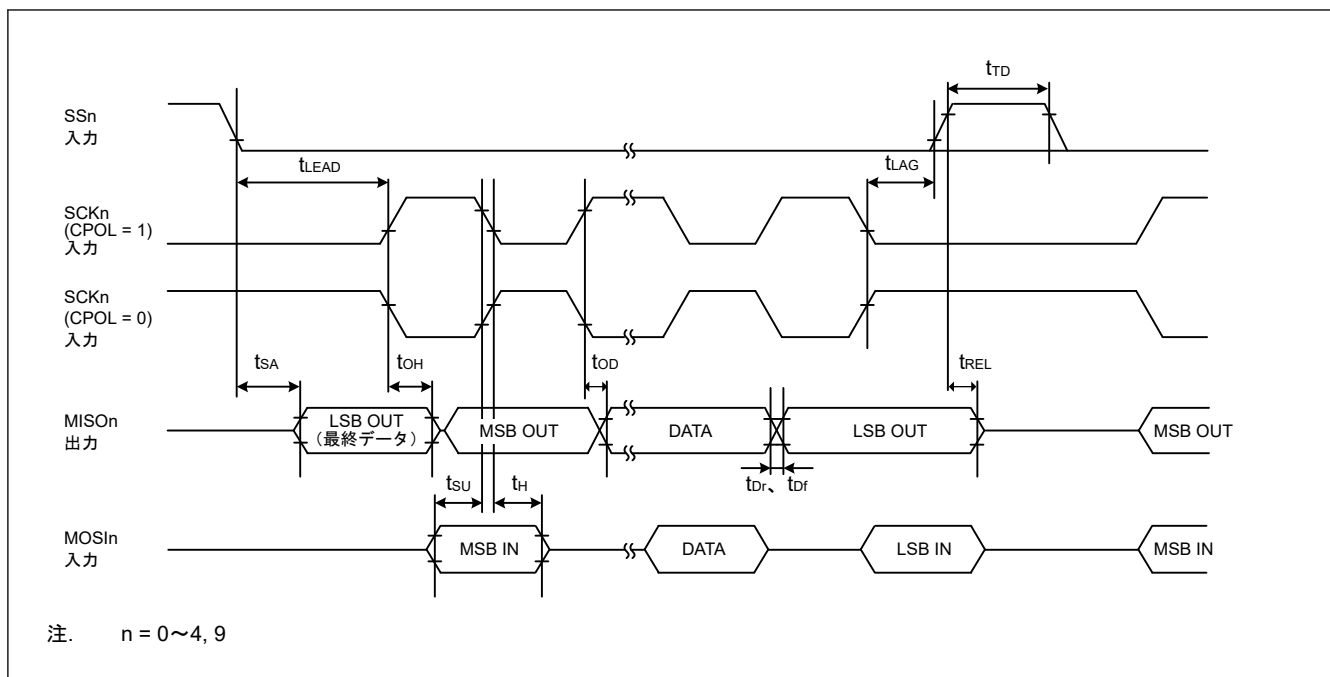 tTD
SSn
入力
tLEAD
tLAG
SCKn
(CPOL = 1)
入力
SCKn
(CPOL = 0)
入力
tSA
tOH
tOD
tREL
MISOn
出力
LSB OUT
(最終データ)
MSB OUT
DATA
LSB OUT
MSB OUT
tSU
tH
tDr、 tDf
MOSIn
入力
MSB IN
DATA
LSB IN
MSB IN
注. n = 0～4, 9